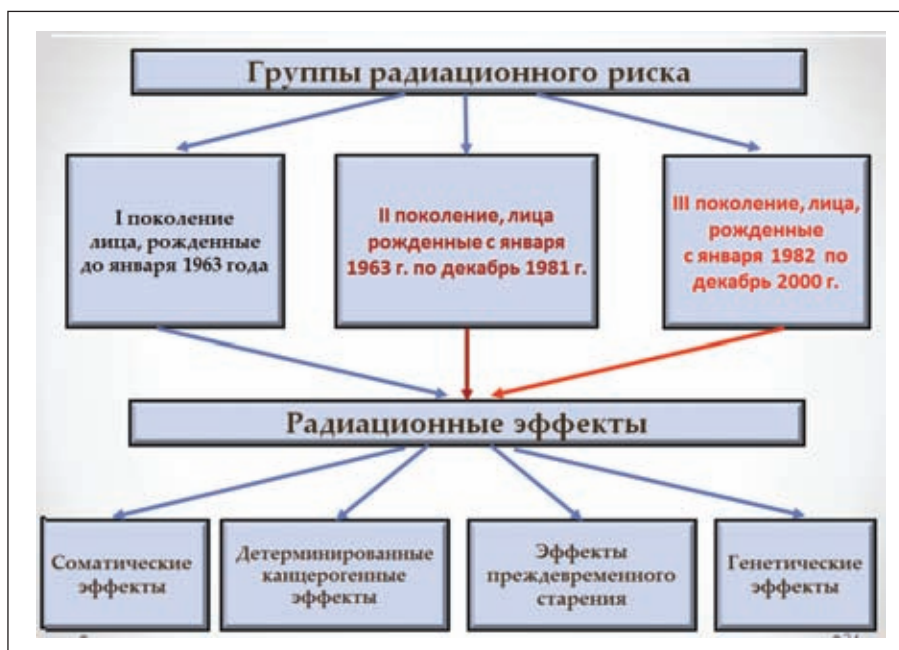 Группы радиационного риска
I поколение
лица, рожденные
до января 1963 года
II поколение, лица
рожденные с января
1963 г. по декабрь 1981 г.
III поколение, лица,
рожденные
с января 1982 по
декабрь 2000 г.
Радиационные эффекты
Соматические
эффекты
Детерминированные
канцерогенные
эффекты
Эффекты
преждевременного
старения
Генетические
эффекты